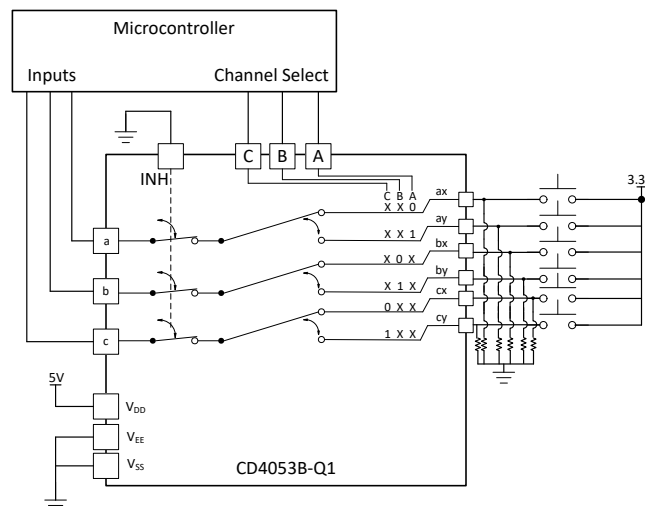 Microcontroller
Inputs
Channel Select
INH
C
B
A
C B A
3.3
ax
X X 0
ay
a
X X 1
bx
X 0 X
by
b
X 1 X
cx
0 X X
cy
c
1 X X
5V
VDD
VEE
VSS
CD4053B-Q1